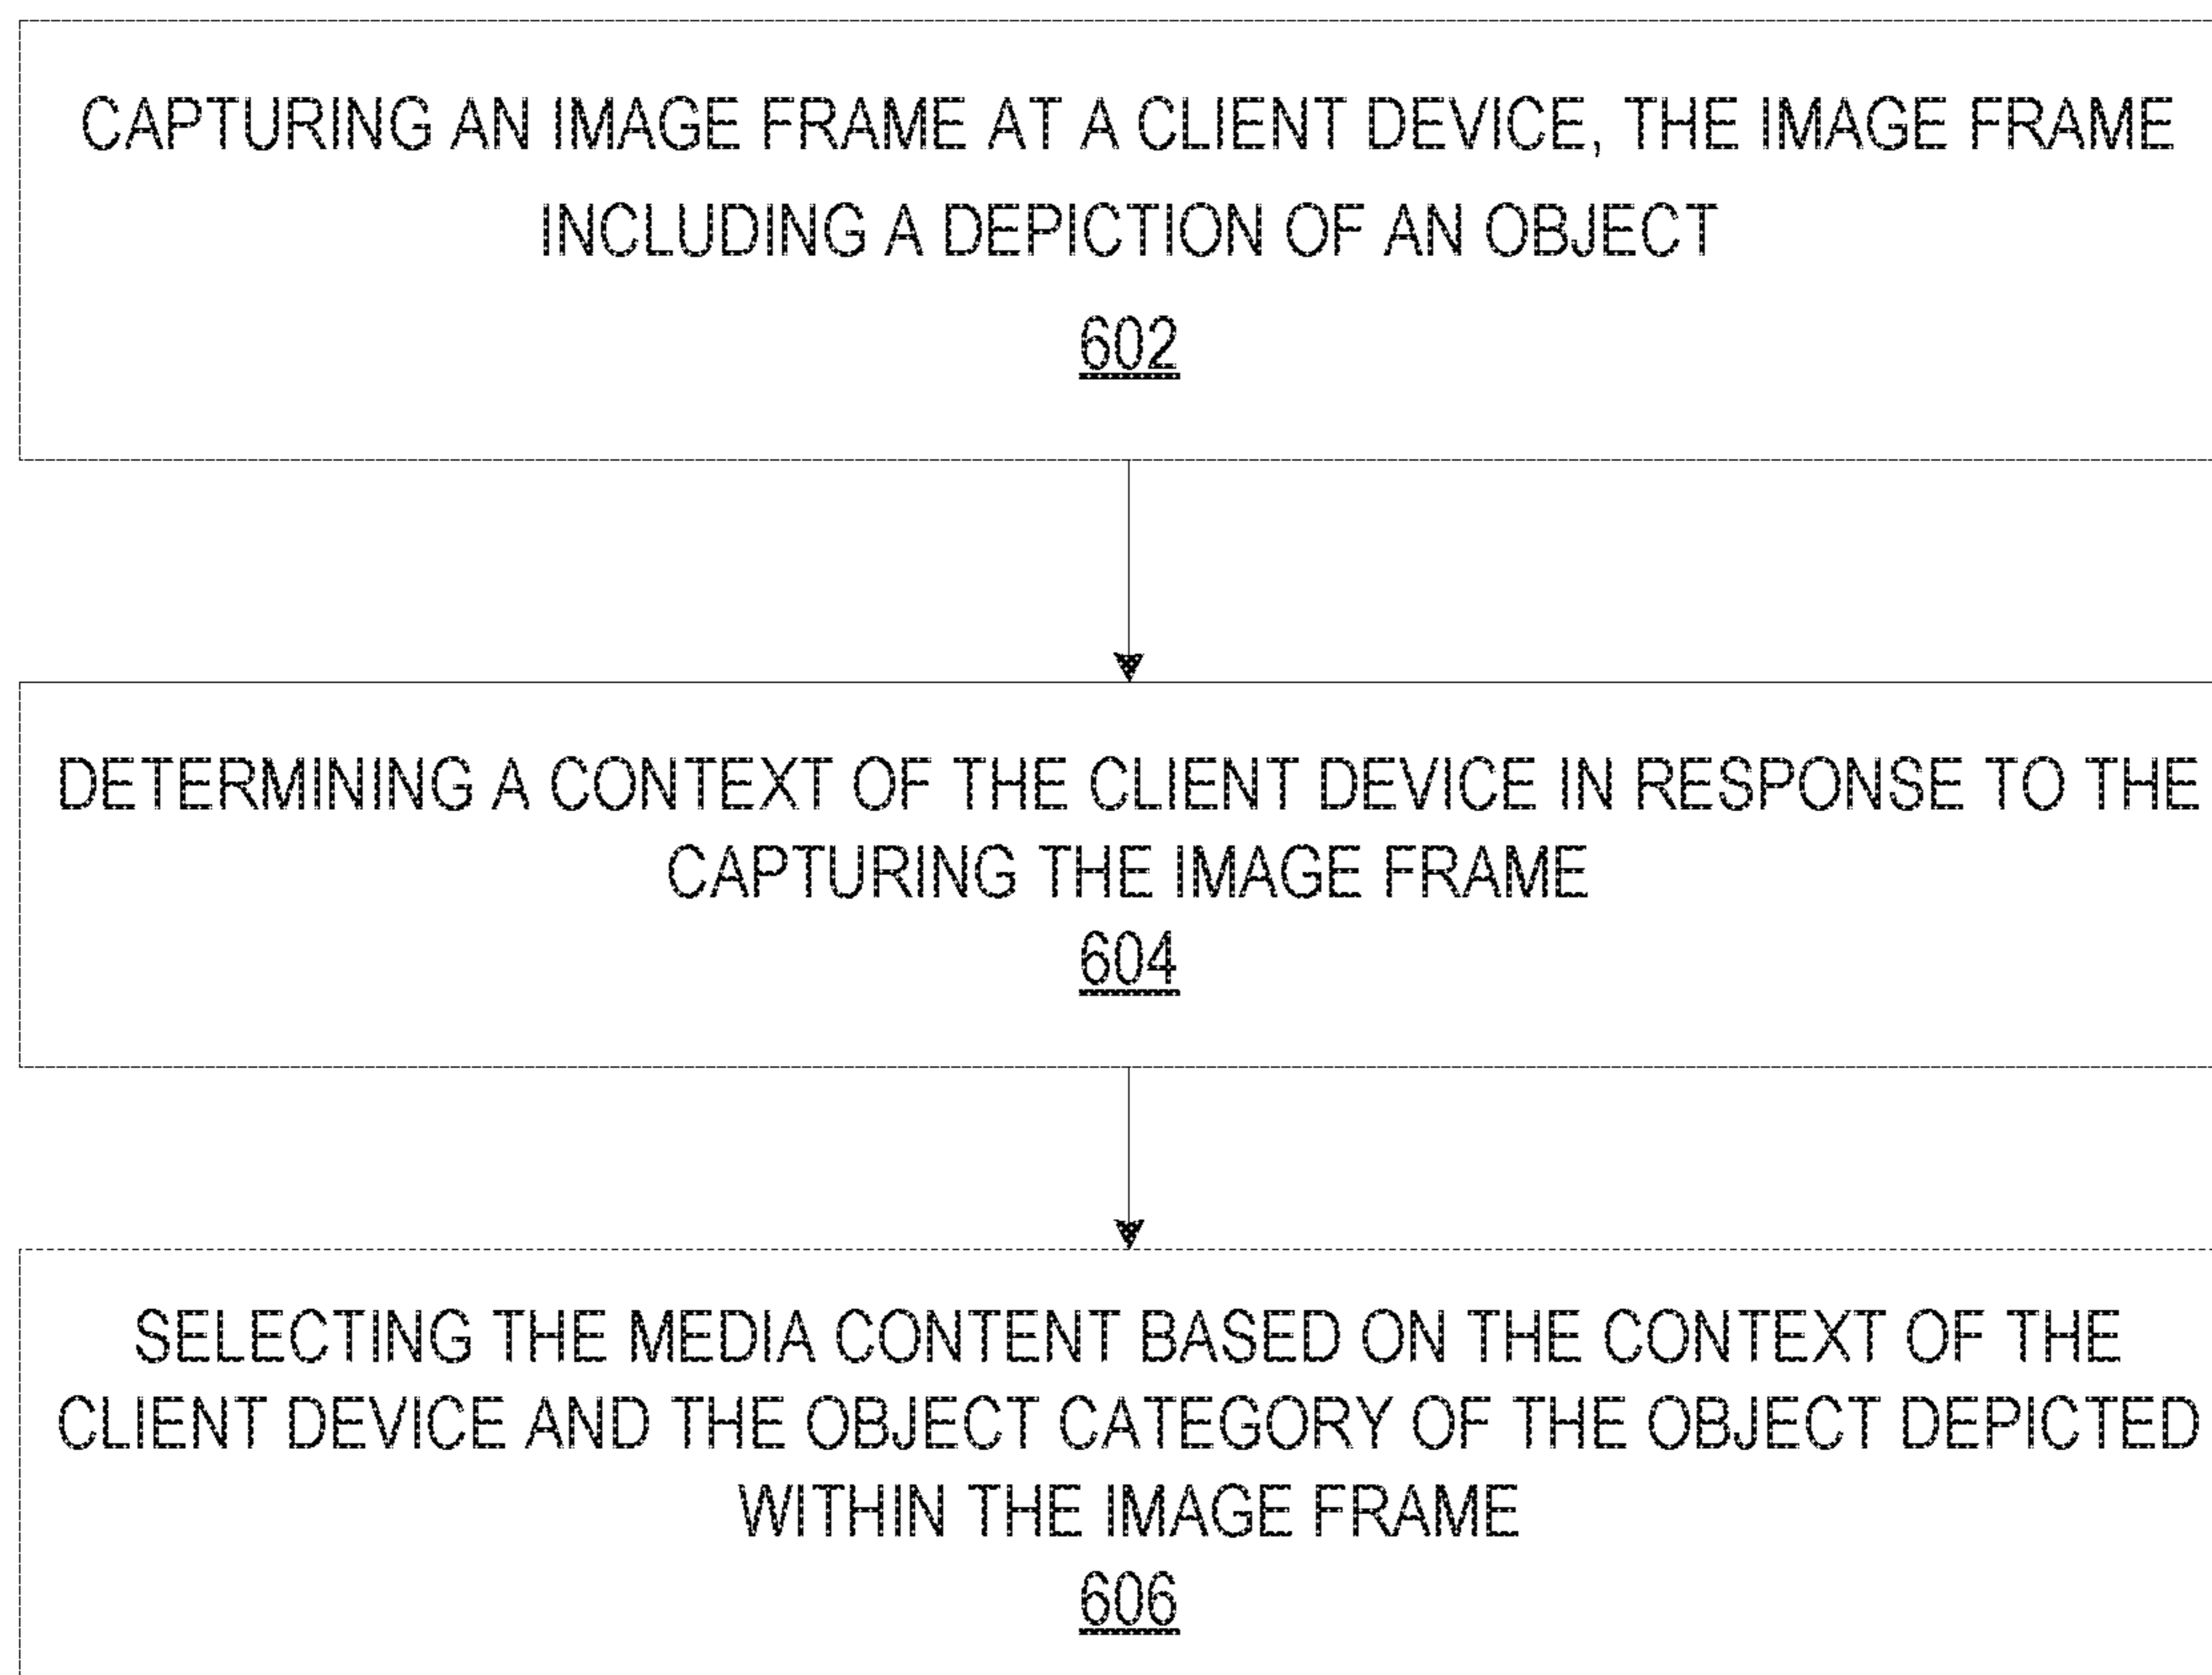 CAPTURING AN IMAGE FRAME AT A CLIENT DEVICE, THE IMAGE FRAME
INCLUDING A DEPICTION OF AN OBJECT
602
DETERMINING A CONTEXT OF THE CLIENT DEVICE IN RESPONSE TO THE
CAPTURING THE IMAGE FRAME
604
SELECTING THE MEDIA CONTENT BASED ON THE CONTEXT OF THE
CLIENT DEVICE AND THE OBJECT CATEGORY OF THE OBJECT DEPICTED
WITHIN THE IMAGE FRAME
606